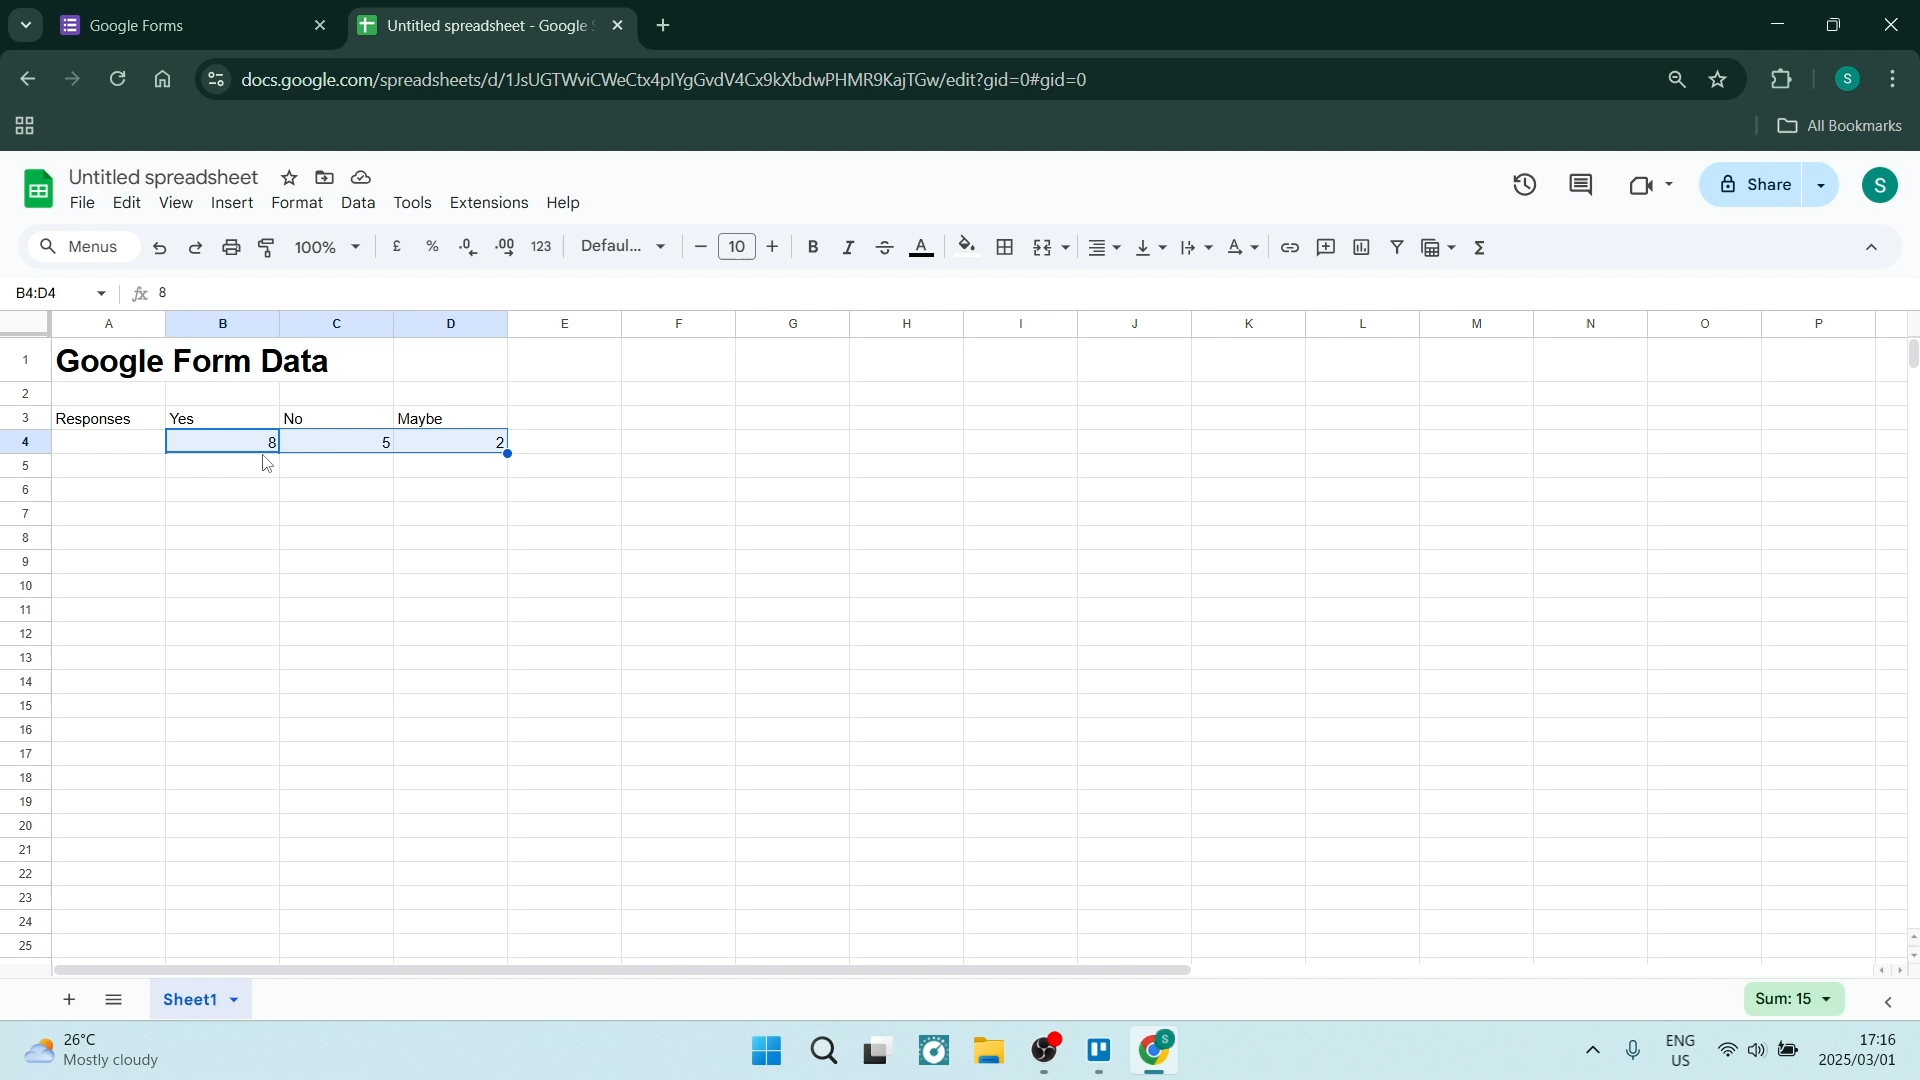 Google Forms
Untitled spreadsheet - Google S
docs.google.com/spreadsheets/d/1JsUGTWviCWeCtx4plYgGvdV4Cx9kXbdwPHMR9KajTGw/edit?gid=0#gid=0
S
All Bookmarks
Untitled spreadsheet
File Edit View Insert Format Data Tools Extensions Help
Share
S
Menus 100% £ % .0 .00 123 Defaul... 10 B I A A Σ
B4:D4 fx 8
A B C D E F G H I J K L M N O P
1 Google Form Data
2
3 Responses Yes No Maybe
4 8 5 2
5
6
7
8
9
10
11
12
13
14
15
16
17
18
19
20
21
22
23
24
25
Sheet1
Sum: 15
26°C
Mostly cloudy
S
ENG
US
17:16
2025/03/01